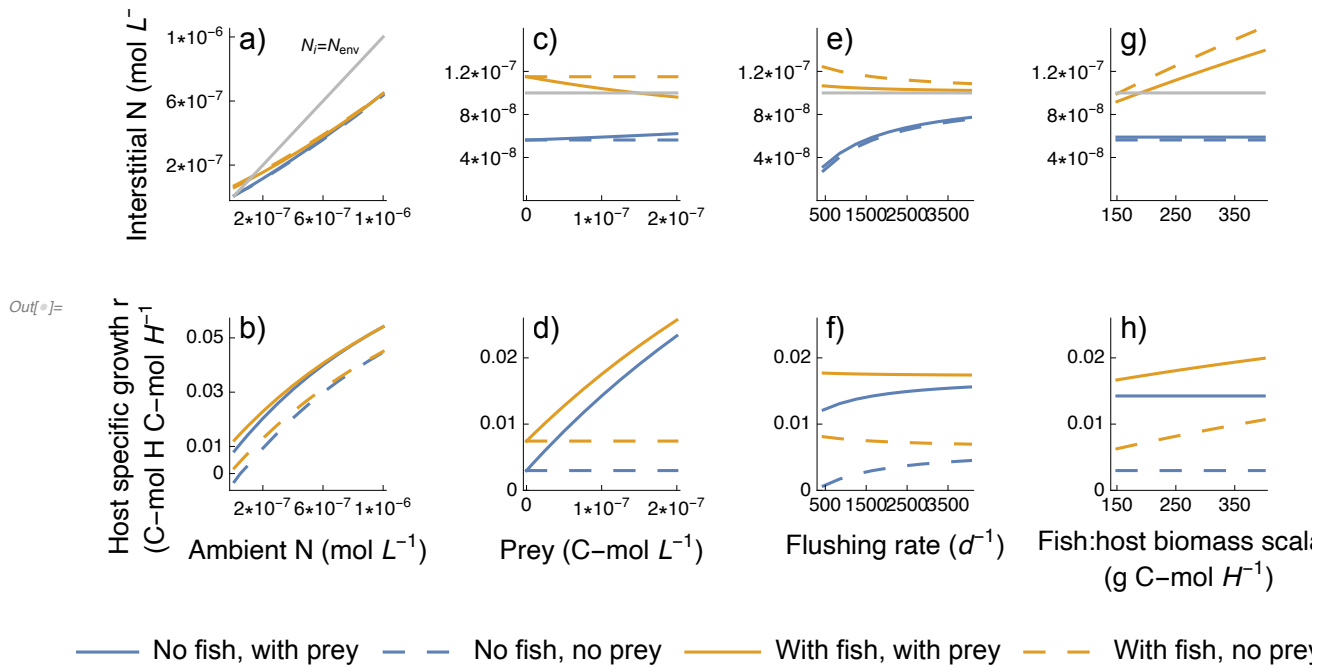 a)
c)
e)
g)
Interstitial N (mol L
1*10⁻⁶
6*10⁻⁷
2*10⁻⁷
Nᵢ=Nₑₙᵥ
2*10⁻⁷ 6*10⁻⁷ 1*10⁻⁶
1.2*10⁻⁷
8*10⁻⁸
4*10⁻⁸
0 1*10⁻⁷ 2*10⁻⁷
1.2*10⁻⁷
8*10⁻⁸
4*10⁻⁸
500 1500 2500 3500
1.2*10⁻⁷
8*10⁻⁸
4*10⁻⁸
150 250 350
Out[ ]=
b)
d)
f)
h)
Host specific growth r
(C−mol H C−mol H⁻¹
0.05
0.03
0.01
0
2*10⁻⁷ 6*10⁻⁷ 1*10⁻⁶
0.02
0.01
0
0 1*10⁻⁷ 2*10⁻⁷
0.02
0.01
0
500 1500 2500 3500
0.02
0.01
0
150 250 350
Ambient N (mol L⁻¹)
Prey (C−mol L⁻¹)
Flushing rate (d⁻¹)
Fish:host biomass scal
(g C−mol H⁻¹)
No fish, with prey
No fish, no prey
With fish, with prey
With fish, no prey